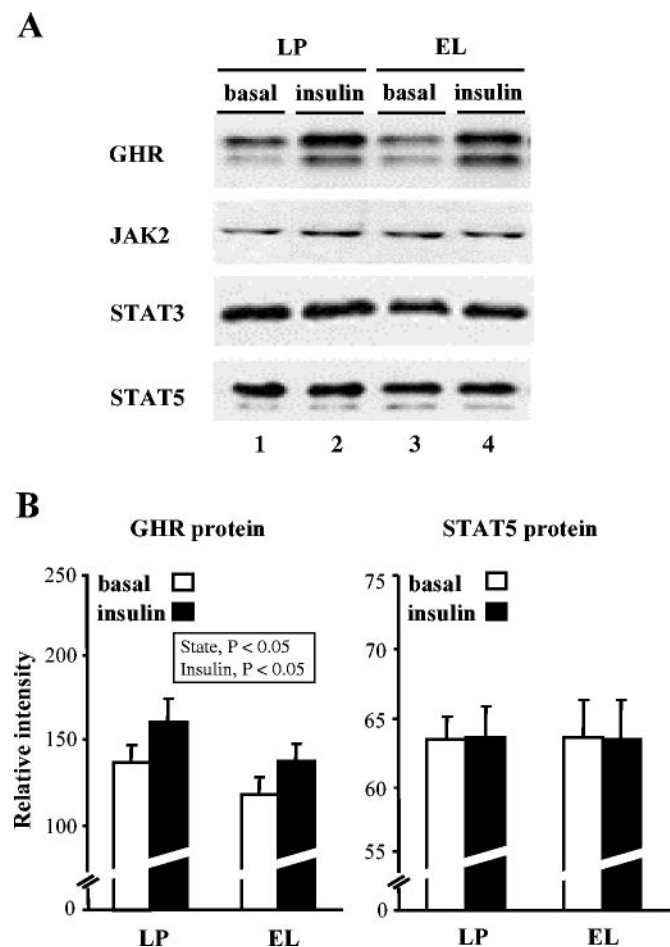 A
LP EL
basal insulin basal insulin
GHR
JAK2
STAT3
STAT5
1 2 3 4
B
GHR protein
250
basal
insulin
200
State, P < 0.05
Insulin, P < 0.05
150
100
0
Relative intensity
LP EL
STAT5 protein
75
basal
insulin
70
65
60
55
0
LP EL